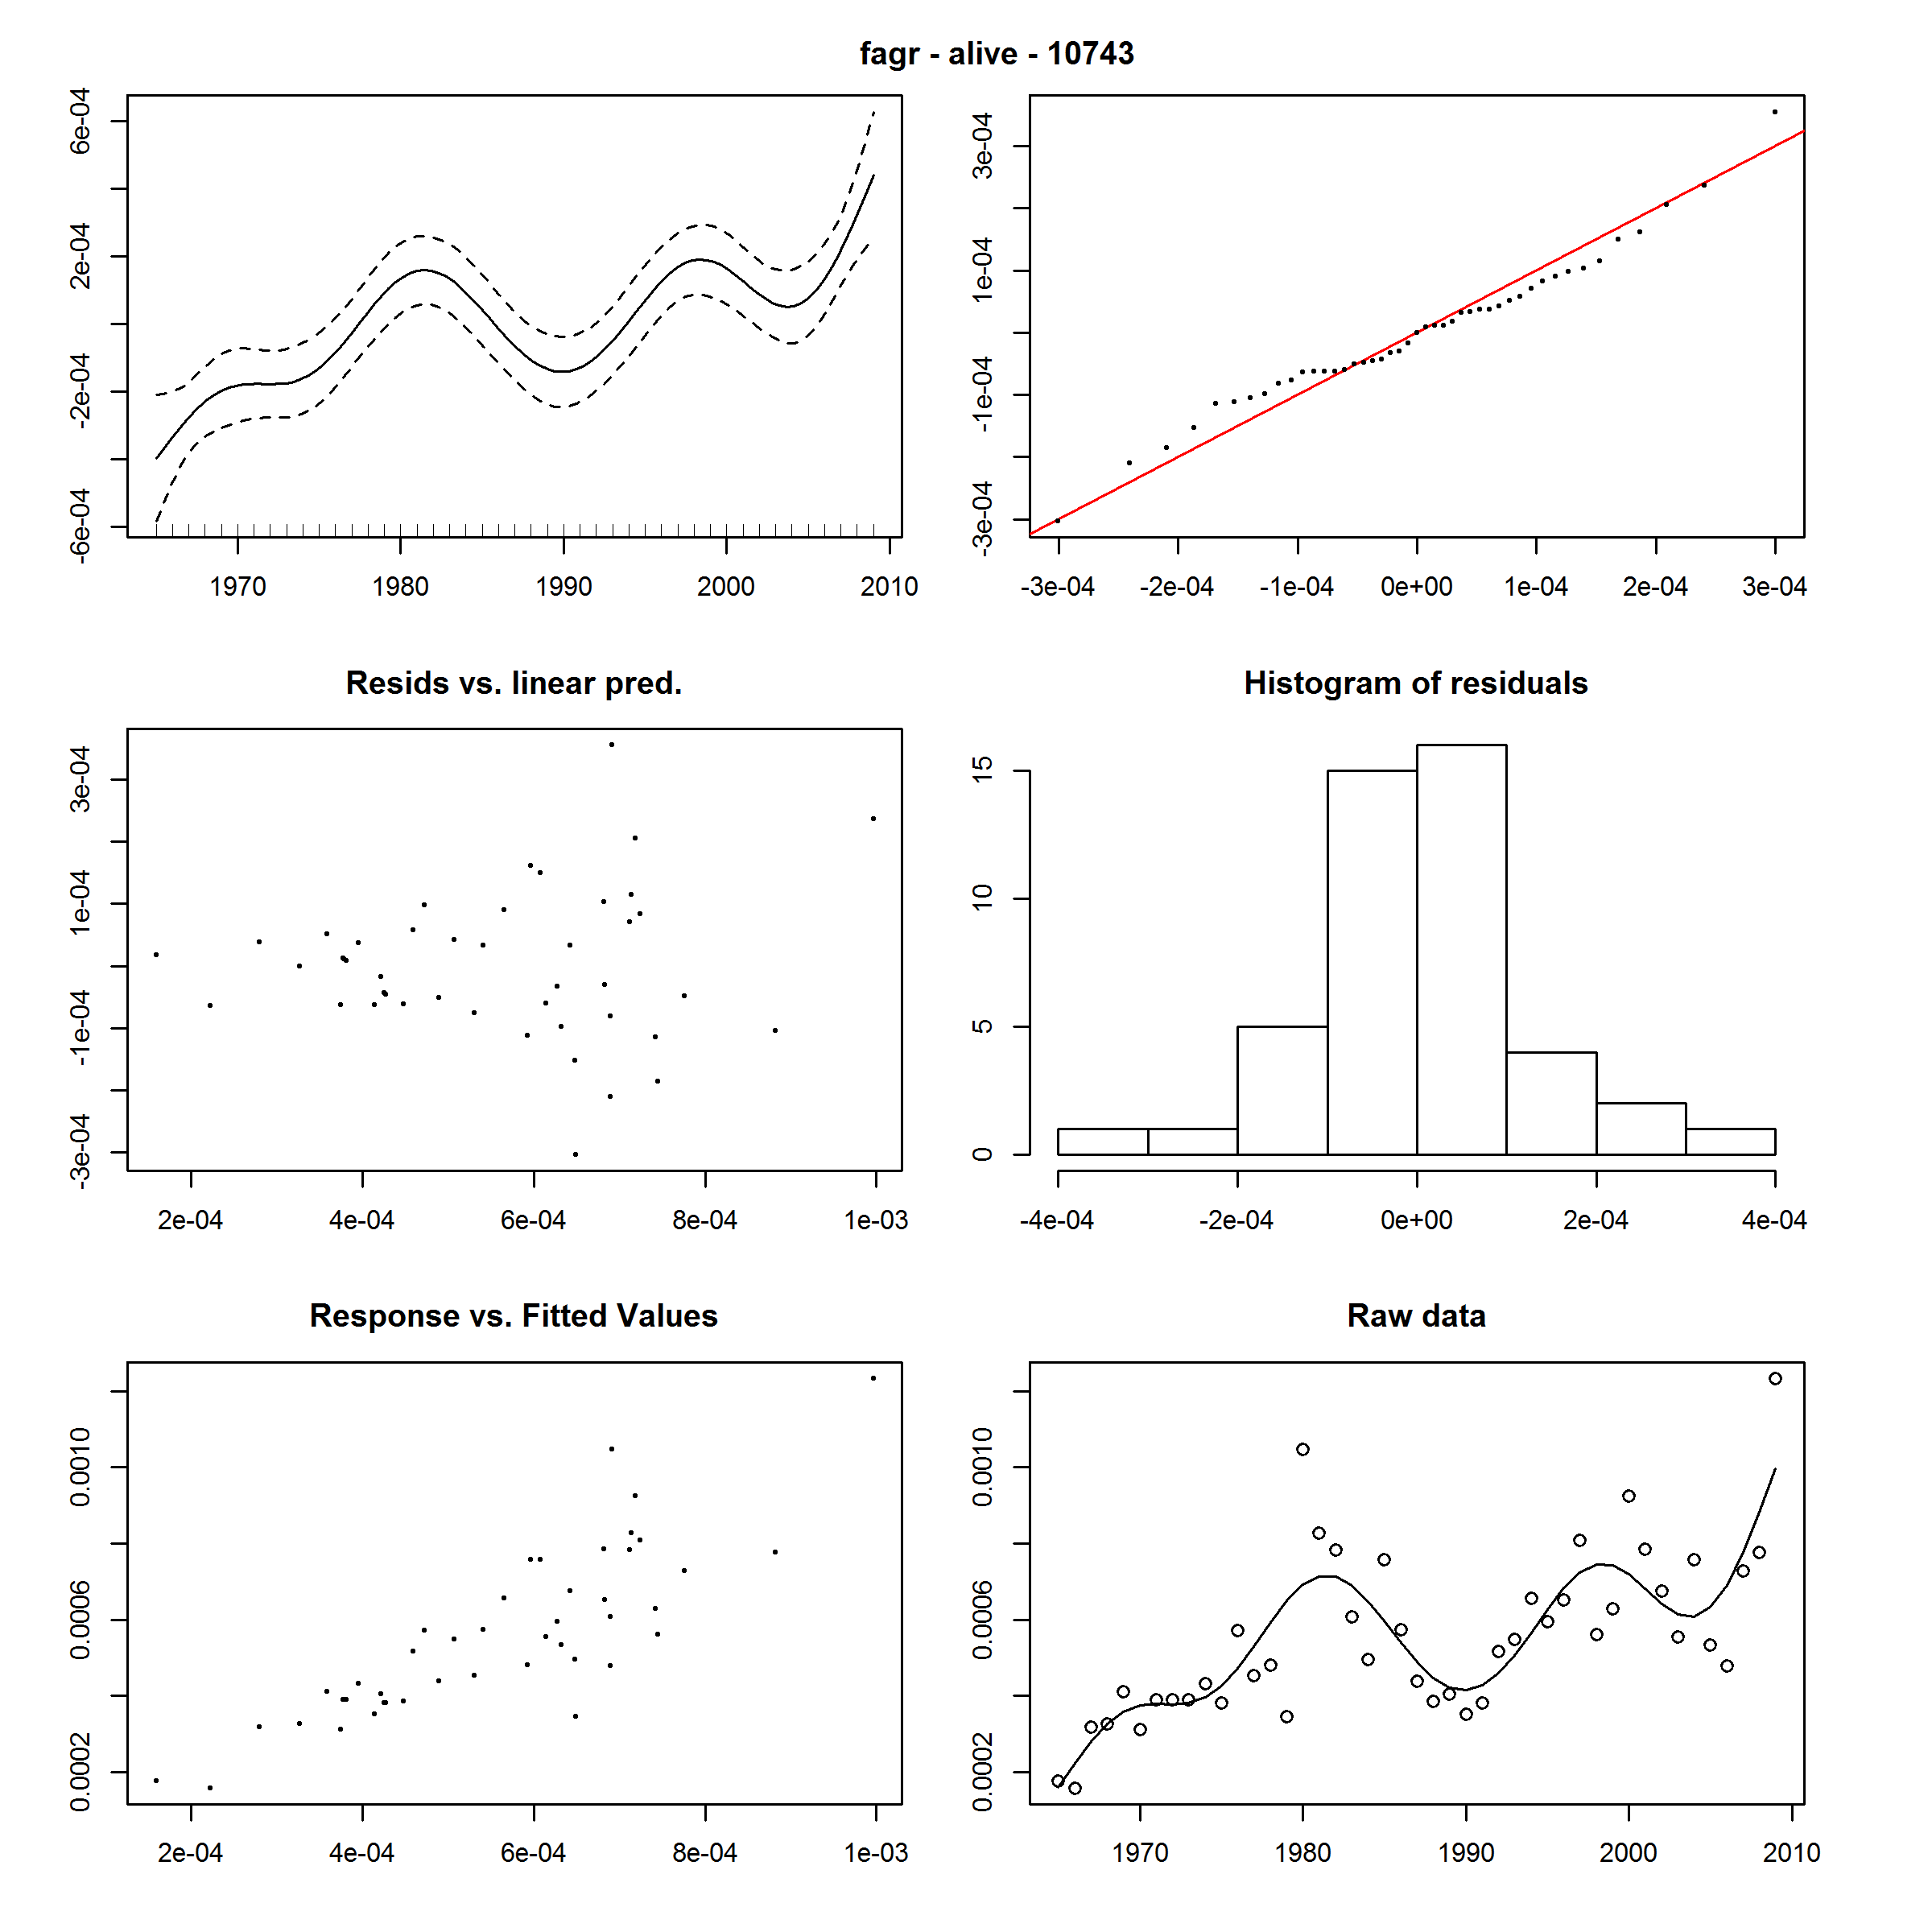 fagr - alive - 10743
6e-04
2e-04
-2e-04
-6e-04
1970 1980 1990 2000 2010
3e-04
1e-04
-1e-04
-3e-04
-3e-04 -2e-04 -1e-04 0e+00 1e-04 2e-04 3e-04
Resids vs. linear pred.
3e-04
1e-04
-1e-04
-3e-04
2e-04 4e-04 6e-04 8e-04 1e-03
Histogram of residuals
15
10
5
0
-4e-04 -2e-04 0e+00 2e-04 4e-04
Response vs. Fitted Values
0.0010
0.0006
0.0002
2e-04 4e-04 6e-04 8e-04 1e-03
Raw data
0.0010
0.0006
0.0002
1970 1980 1990 2000 2010